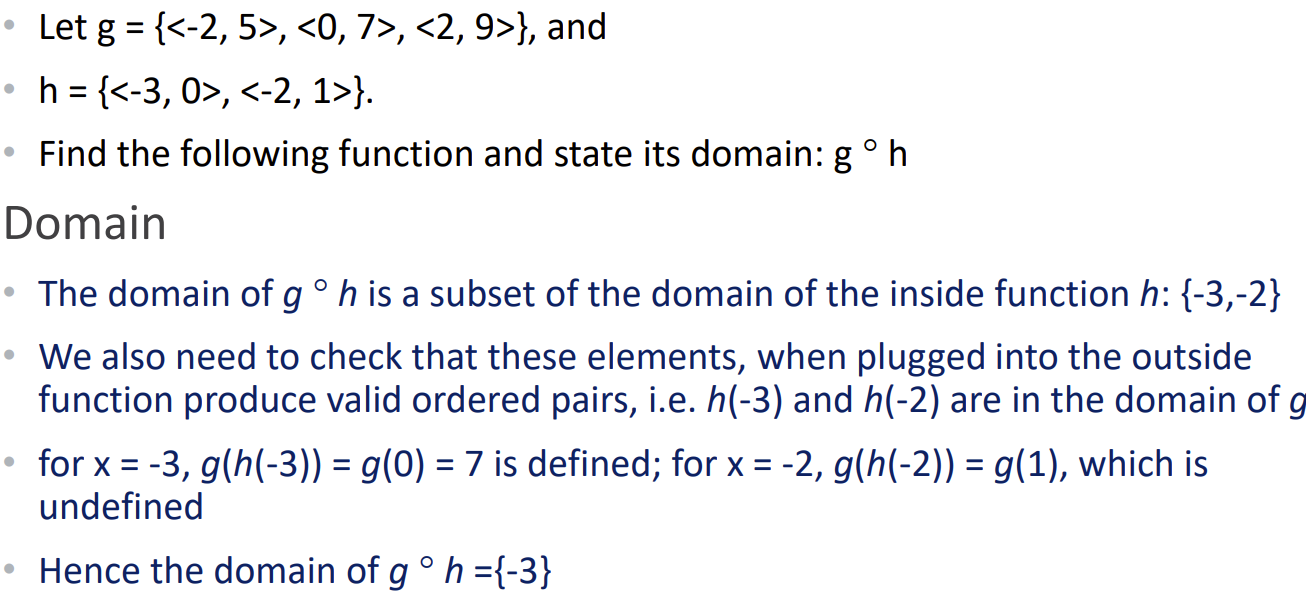 • Let g = {<-2, 5>, <0, 7>, <2, 9>}, and
• h = {<-3, 0>, <-2, 1>}.
• Find the following function and state its domain: g ° h
Domain
• The domain of g ° h is a subset of the domain of the inside function h: {-3,-2}
• We also need to check that these elements, when plugged into the outside
function produce valid ordered pairs, i.e. h(-3) and h(-2) are in the domain of g
• for x = -3, g(h(-3)) = g(0) = 7 is defined; for x = -2, g(h(-2)) = g(1), which is
undefined
• Hence the domain of g ° h ={-3}